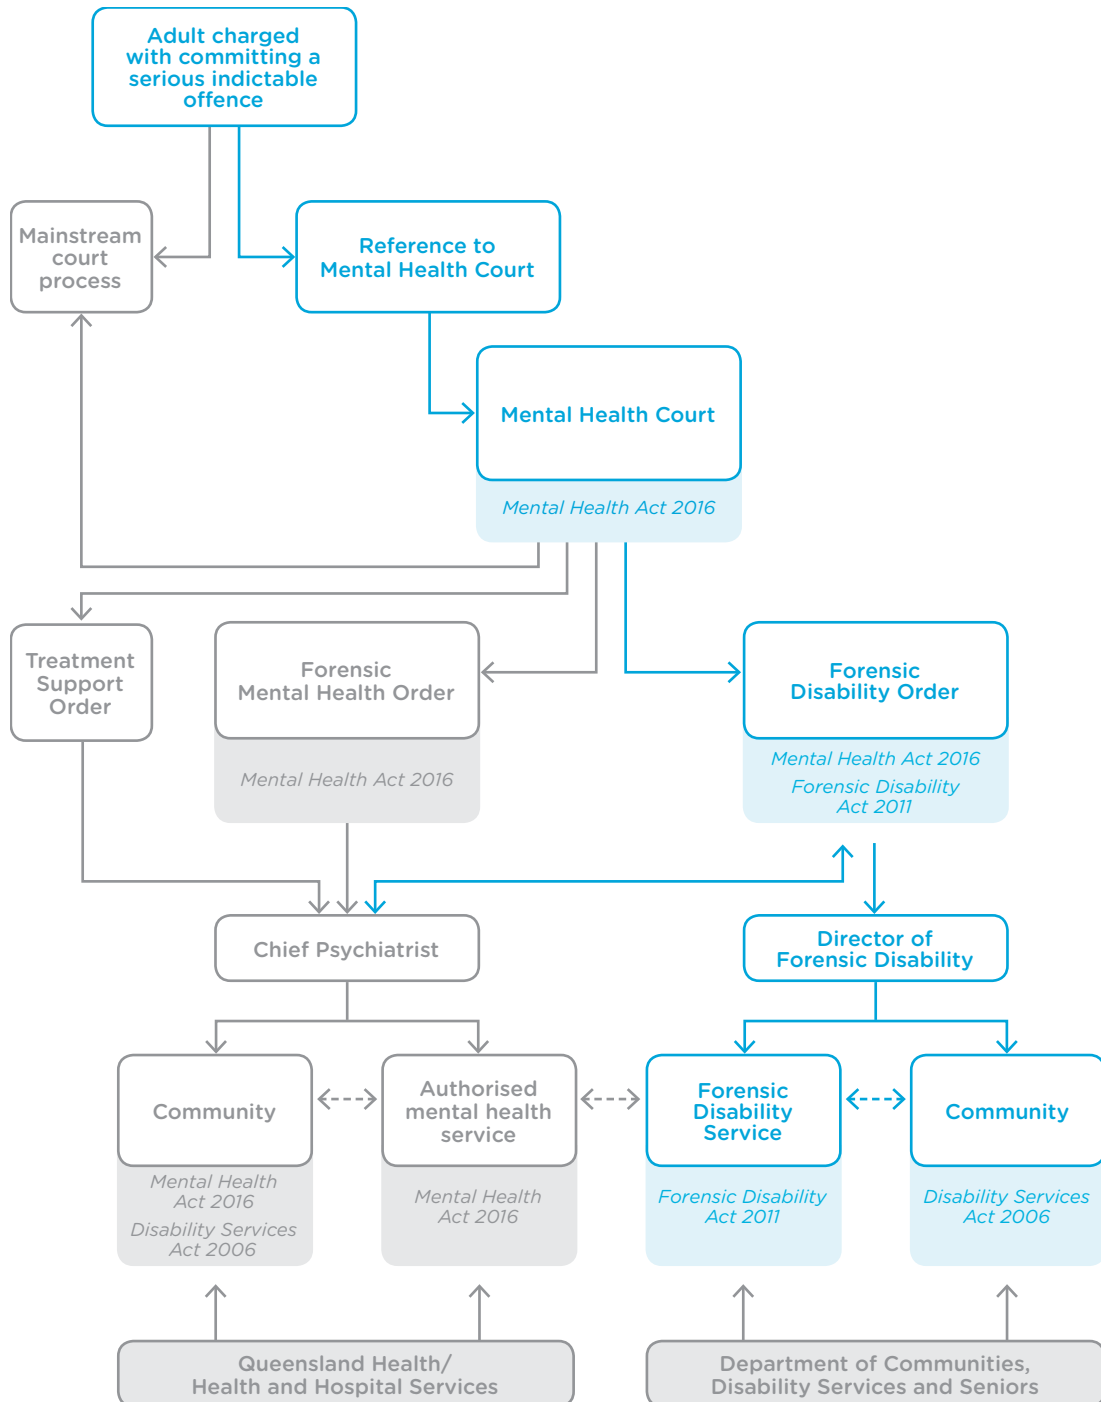 Adult charged
with committing a
serious indictable
offence
Mainstream
court
process
Reference to
Mental Health Court
Mental Health Court
Mental Health Act 2016
Treatment
Support
Order
Forensic
Mental Health Order
Mental Health Act 2016
Forensic
Disability Order
Mental Health Act 2016
Forensic Disability
Act 2011
Chief Psychiatrist
Director of
Forensic Disability
Community
Mental Health
Act 2016
Disability Services
Act 2006
Authorised
mental health
service
Mental Health
Act 2016
Forensic
Disability
Service
Forensic Disability
Act 2011
Community
Disability Services
Act 2006
Queensland Health/
Health and Hospital Services
Department of Communities,
Disability Services and Seniors